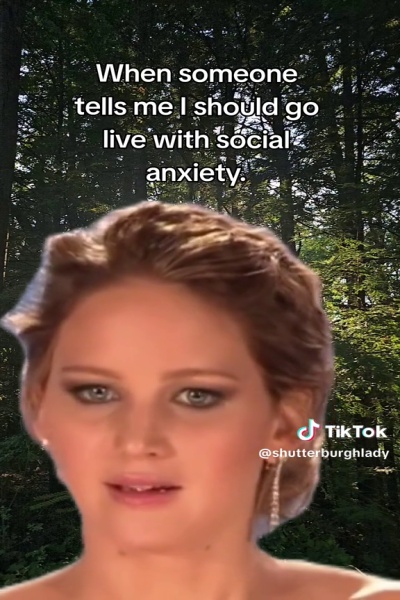 When someone
tells me I should go
live with social
anxiety.
TikTok
@shutterburghlady